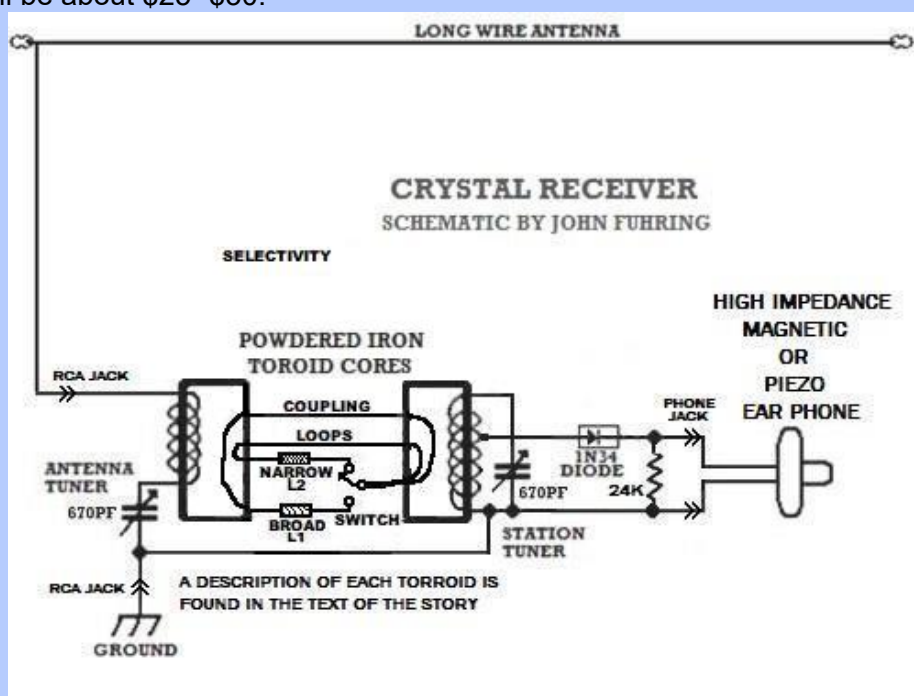 LONG WIRE ANTENNA
CRYSTAL RECEIVER
SCHEMATIC BY JOHN FUHRING
SELECTIVITY
HIGH IMPEDANCE
MAGNETIC
OR
PIEZO
EAR PHONE
POWDERED IRON
TOROID CORES
RCA JACK
COUPLING
LOOPS
PHONE
JACK
NARROW
L2
1N34
DIODE
ANTENNA
TUNER
670PF
670PF
24K
BROAD
L1
SWITCH
STATION
TUNER
RCA JACK
A DESCRIPTION OF EACH TORROID IS
FOUND IN THE TEXT OF THE STORY
GROUND